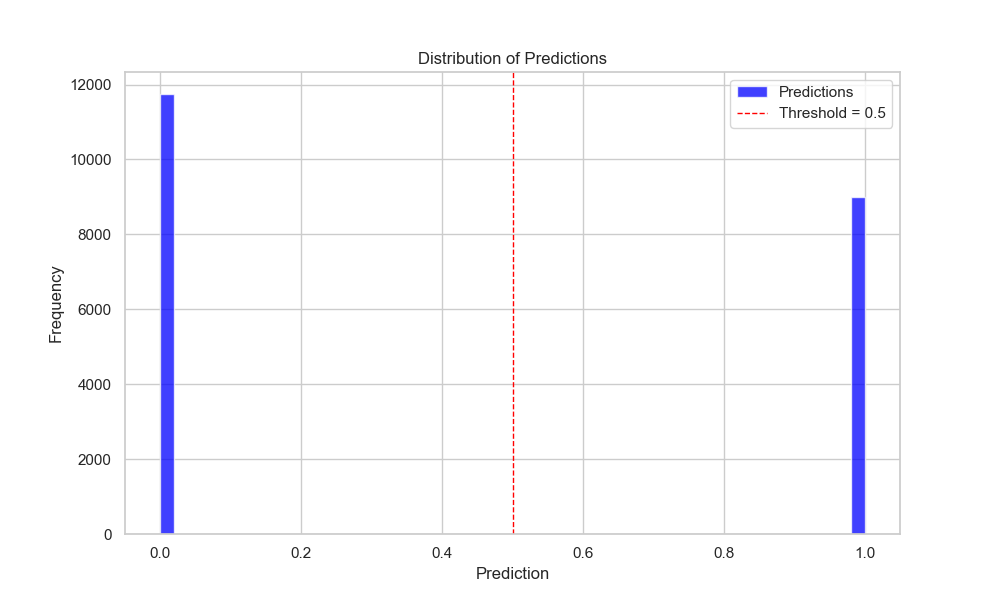 Distribution of Predictions
Predictions
Threshold = 0.5
12000
10000
8000
6000
4000
2000
0
Frequency
0.0 0.2 0.4 0.6 0.8 1.0
Prediction